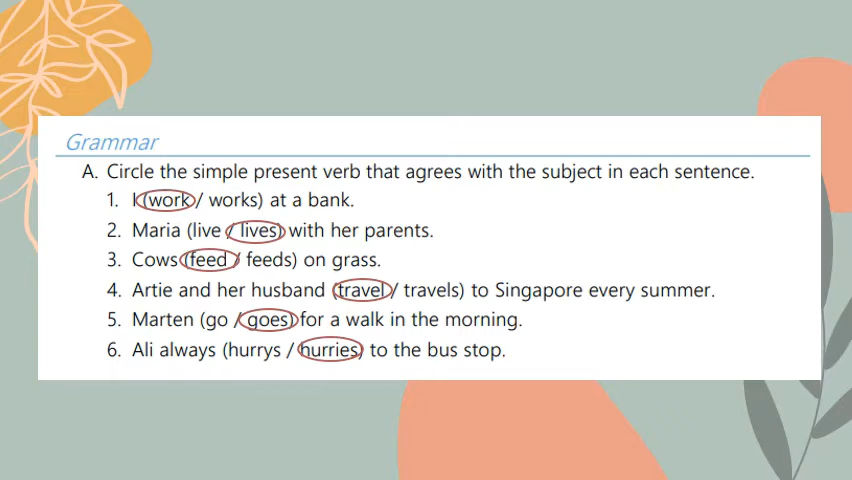 Grammar
A. Circle the simple present verb that agrees with the subject in each sentence.
1. I (work / works) at a bank.
2. Maria (live / lives) with her parents.
3. Cows (feed / feeds) on grass.
4. Artie and her husband (travel / travels) to Singapore every summer.
5. Marten (go / goes) for a walk in the morning.
6. Ali always (hurrys / hurries) to the bus stop.